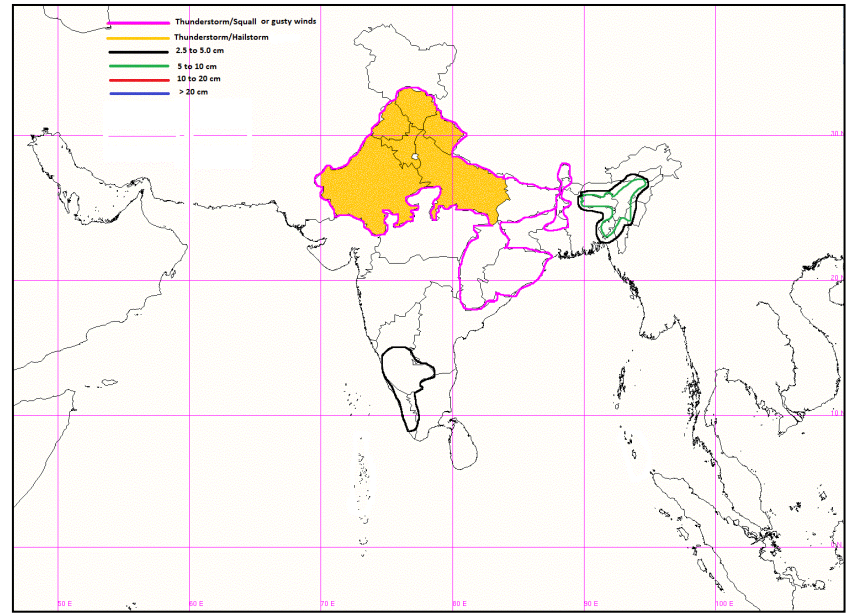 Thunderstorm/Squall or gusty winds
Thunderstorm/Hailstorm
2.5 to 5.0 cm
5 to 10 cm
10 to 20 cm
> 20 cm
30 N
20 N
10 N
0 N
50 E 60 E 70 E 80 E 90 E 100 E